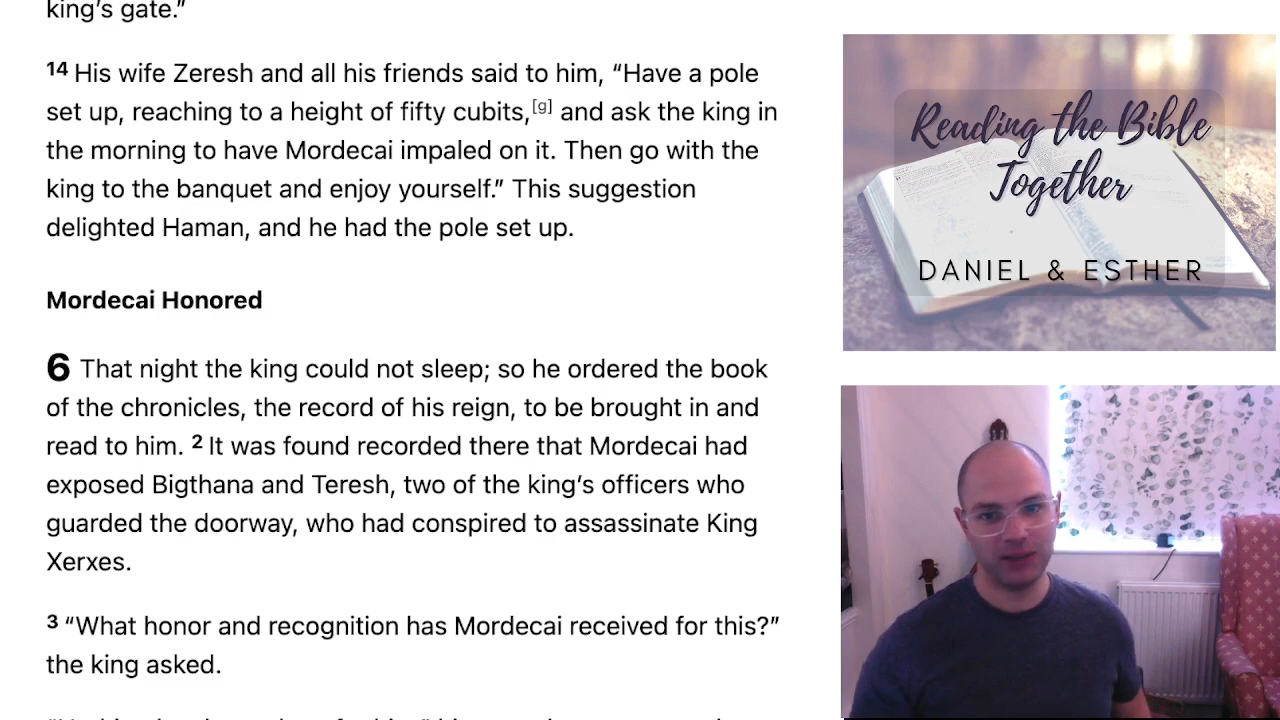 king's gate.”
14 His wife Zeresh and all his friends said to him, “Have a pole
set up, reaching to a height of fifty cubits,[g] and ask the king in
the morning to have Mordecai impaled on it. Then go with the
king to the banquet and enjoy yourself.” This suggestion
delighted Haman, and he had the pole set up.
Mordecai Honored
6 That night the king could not sleep; so he ordered the book
of the chronicles, the record of his reign, to be brought in and
read to him. 2 It was found recorded there that Mordecai had
exposed Bigthana and Teresh, two of the king's officers who
guarded the doorway, who had conspired to assassinate King
Xerxes.
3 “What honor and recognition has Mordecai received for this?”
the king asked.
Reading the Bible
Together
DANIEL & ESTHER